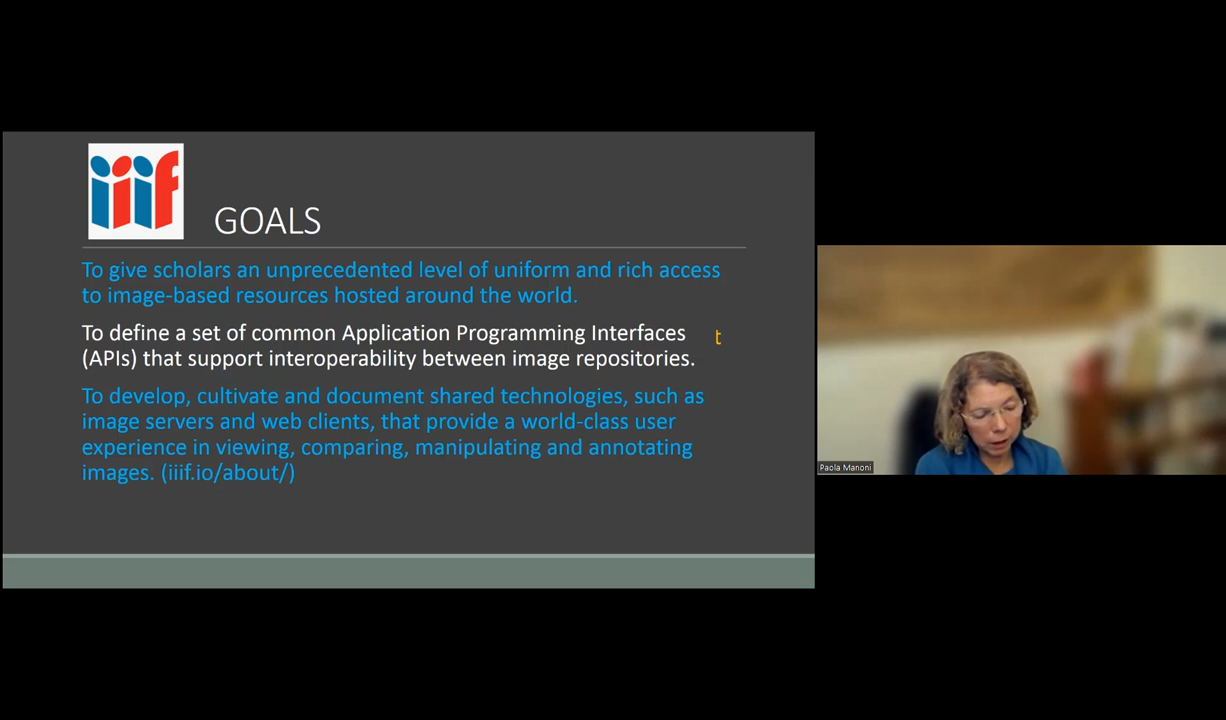 iiif
GOALS
To give scholars an unprecedented level of uniform and rich access
to image-based resources hosted around the world.
To define a set of common Application Programming Interfaces
t
(APIs) that support interoperability between image repositories.
To develop, cultivate and document shared technologies, such as
image servers and web clients, that provide a world-class user
experience in viewing, comparing, manipulating and annotating
images. (iiif.io/about/)
Paola Manoni